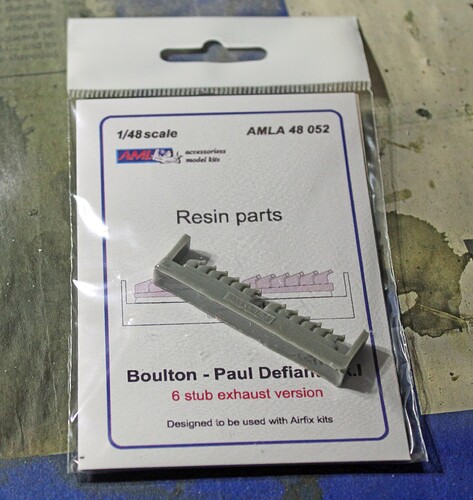 1/48 scale
AMLA 48 052
AML
accessories
model kits
Resin parts
Boulton - Paul Defiant .I
6 stub exhaust version
Designed to be used with Airfix kits